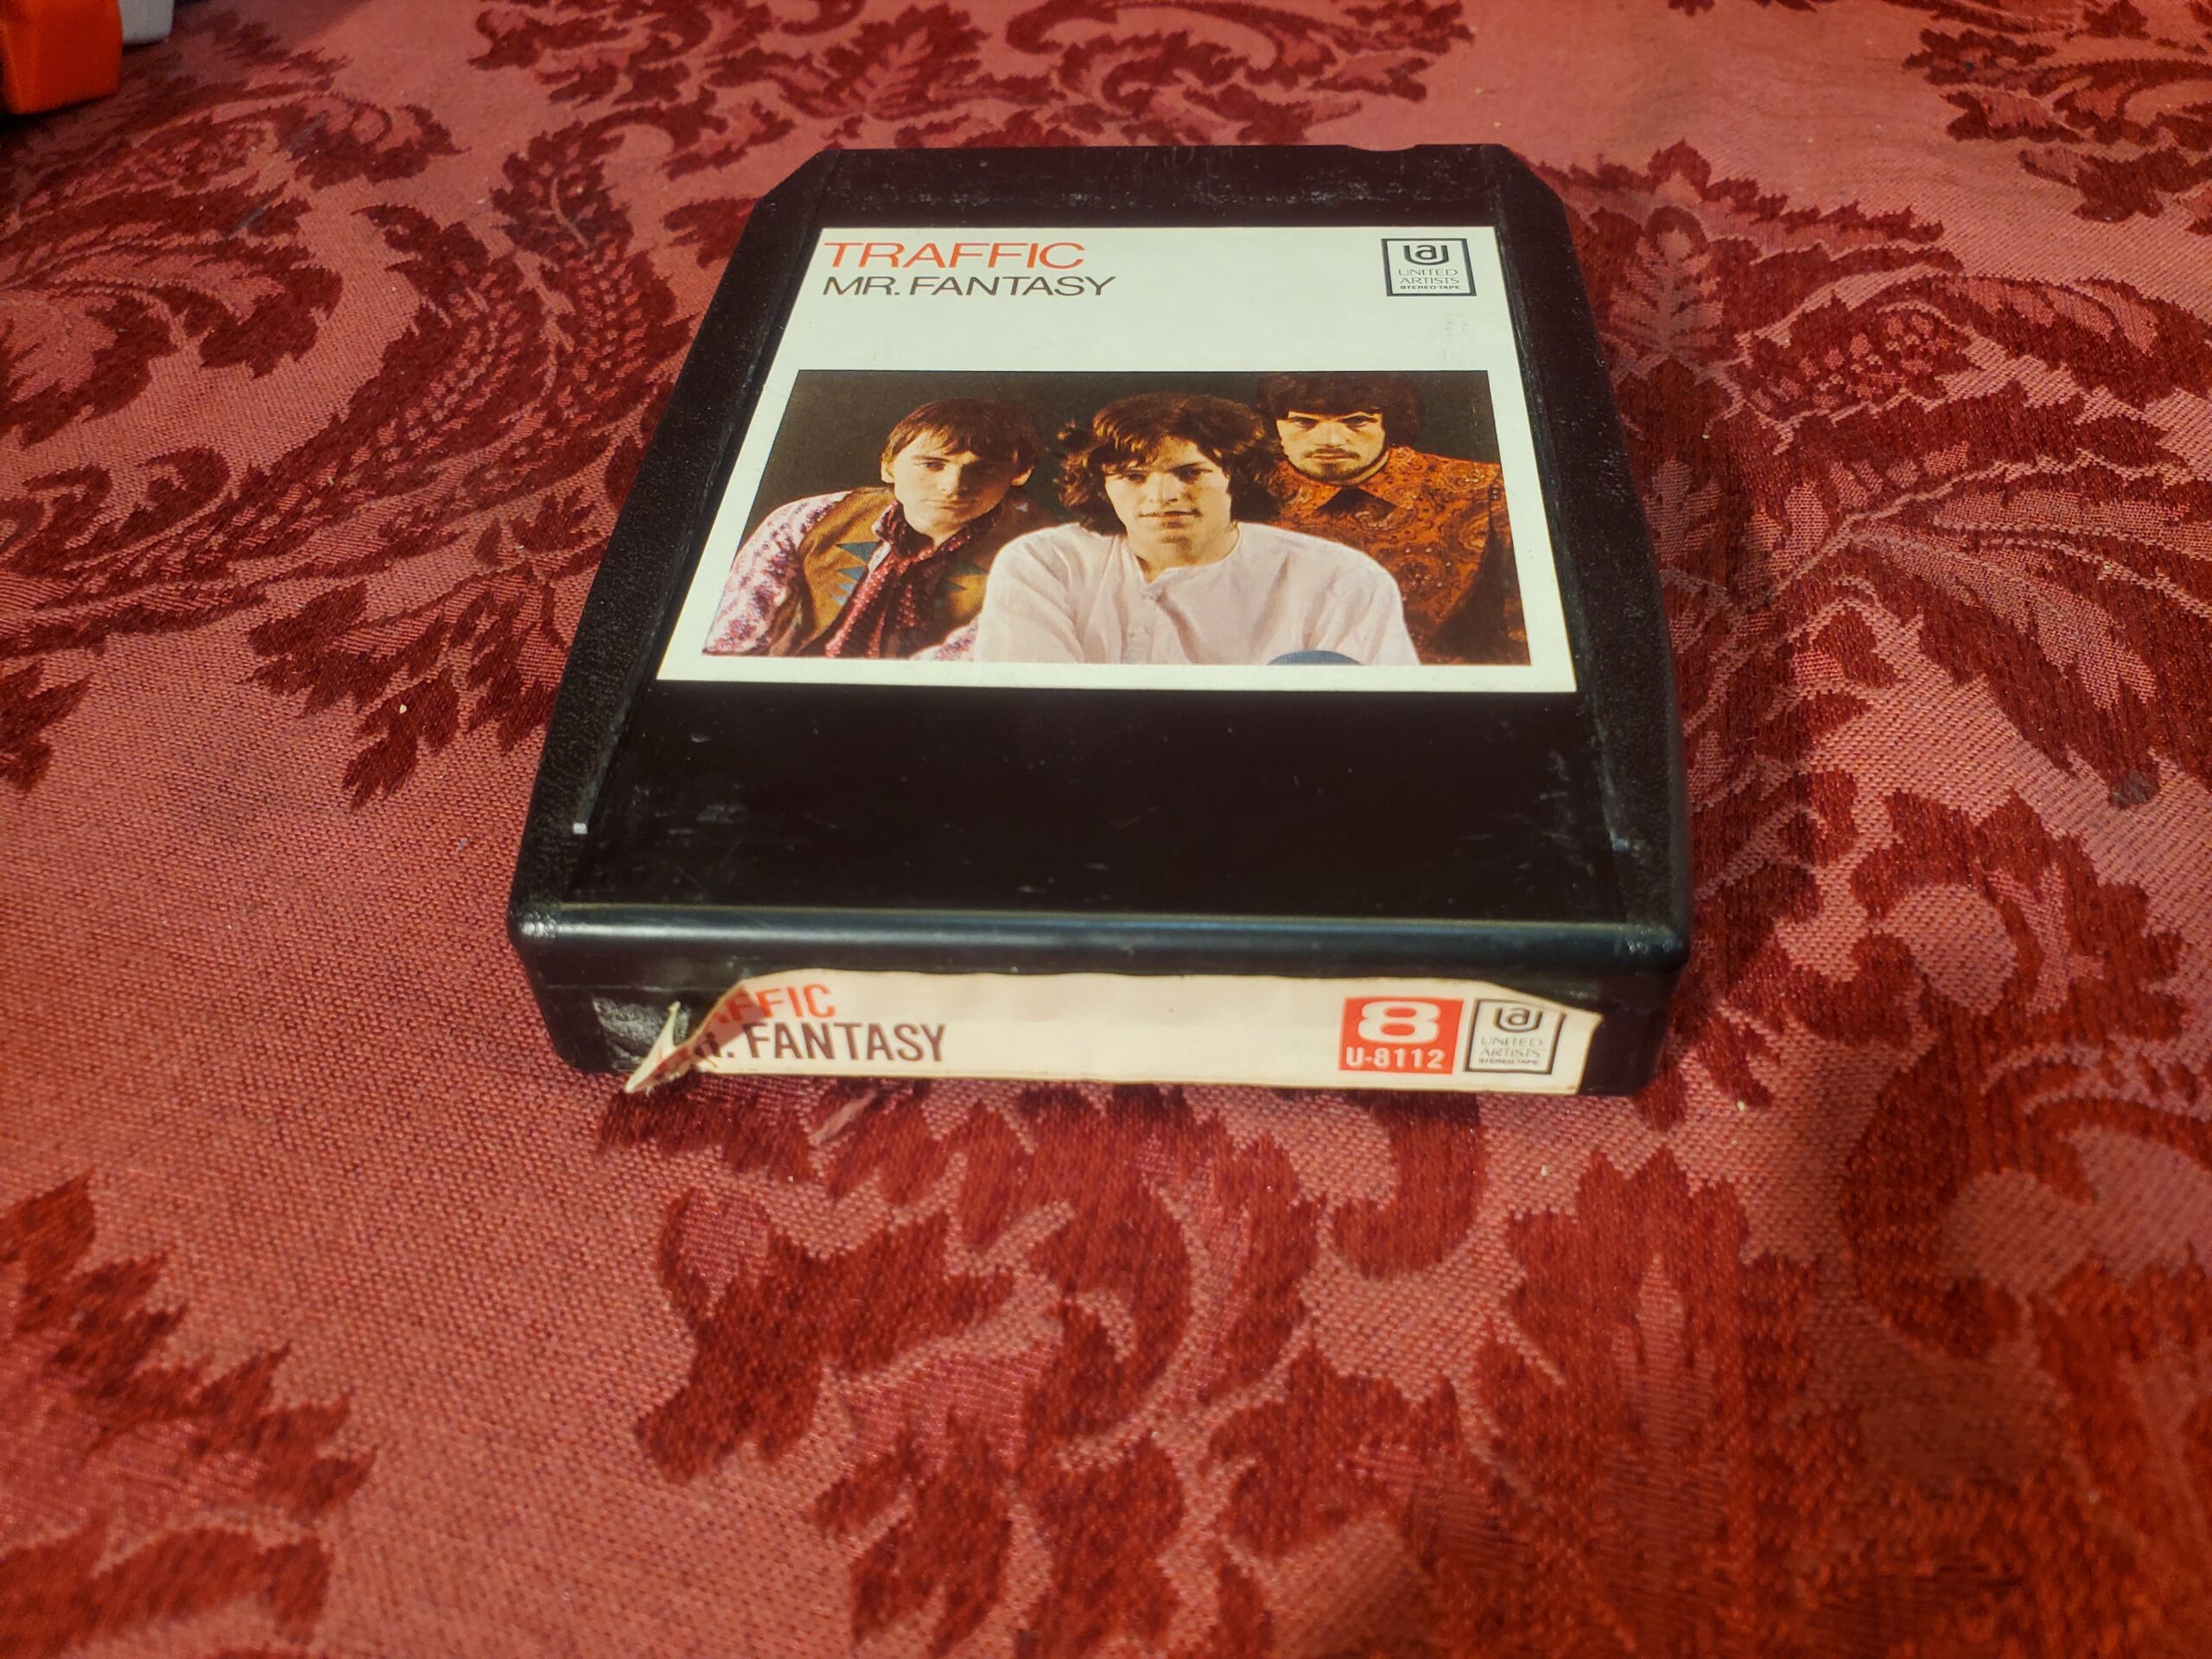 TRAFFIC
MR. FANTASY
UNITED
ARTISTS
STEREO TAPE
FFIC
. FANTASY
8
U-8112
UNITED
ARTISTS
STEREO TAPE